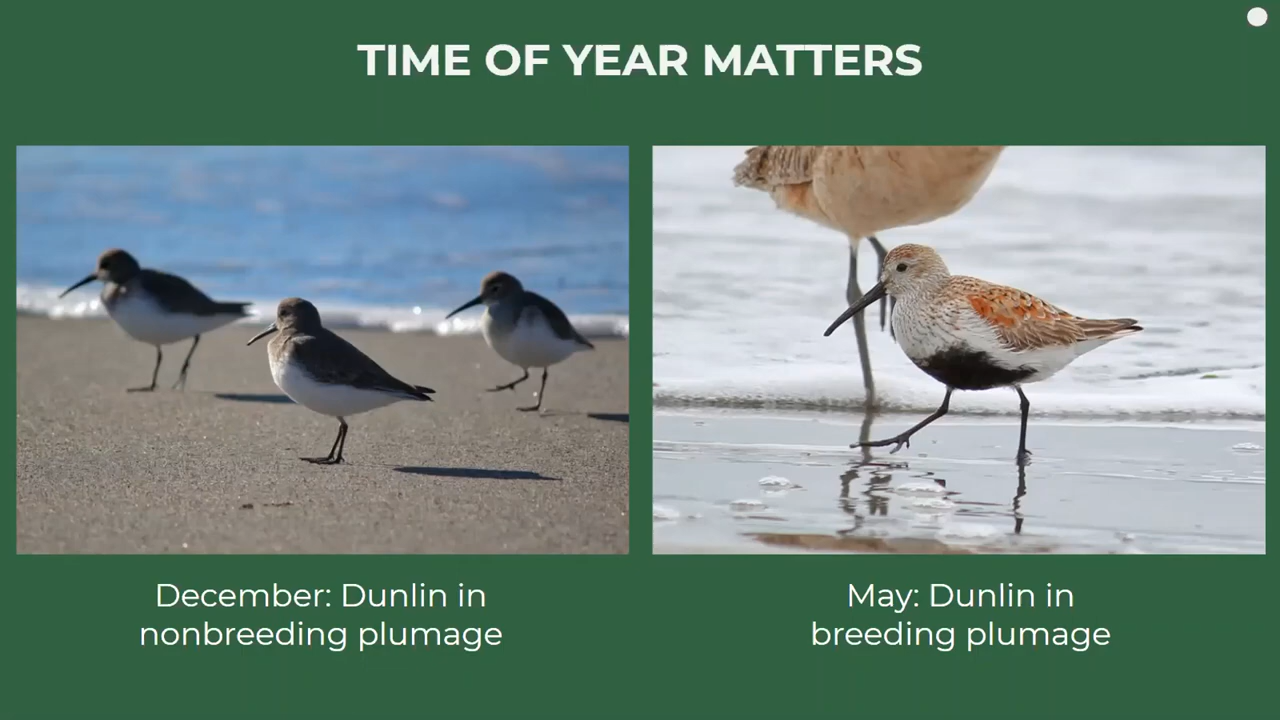 TIME OF YEAR MATTERS
December: Dunlin in
nonbreeding plumage
May: Dunlin in
breeding plumage